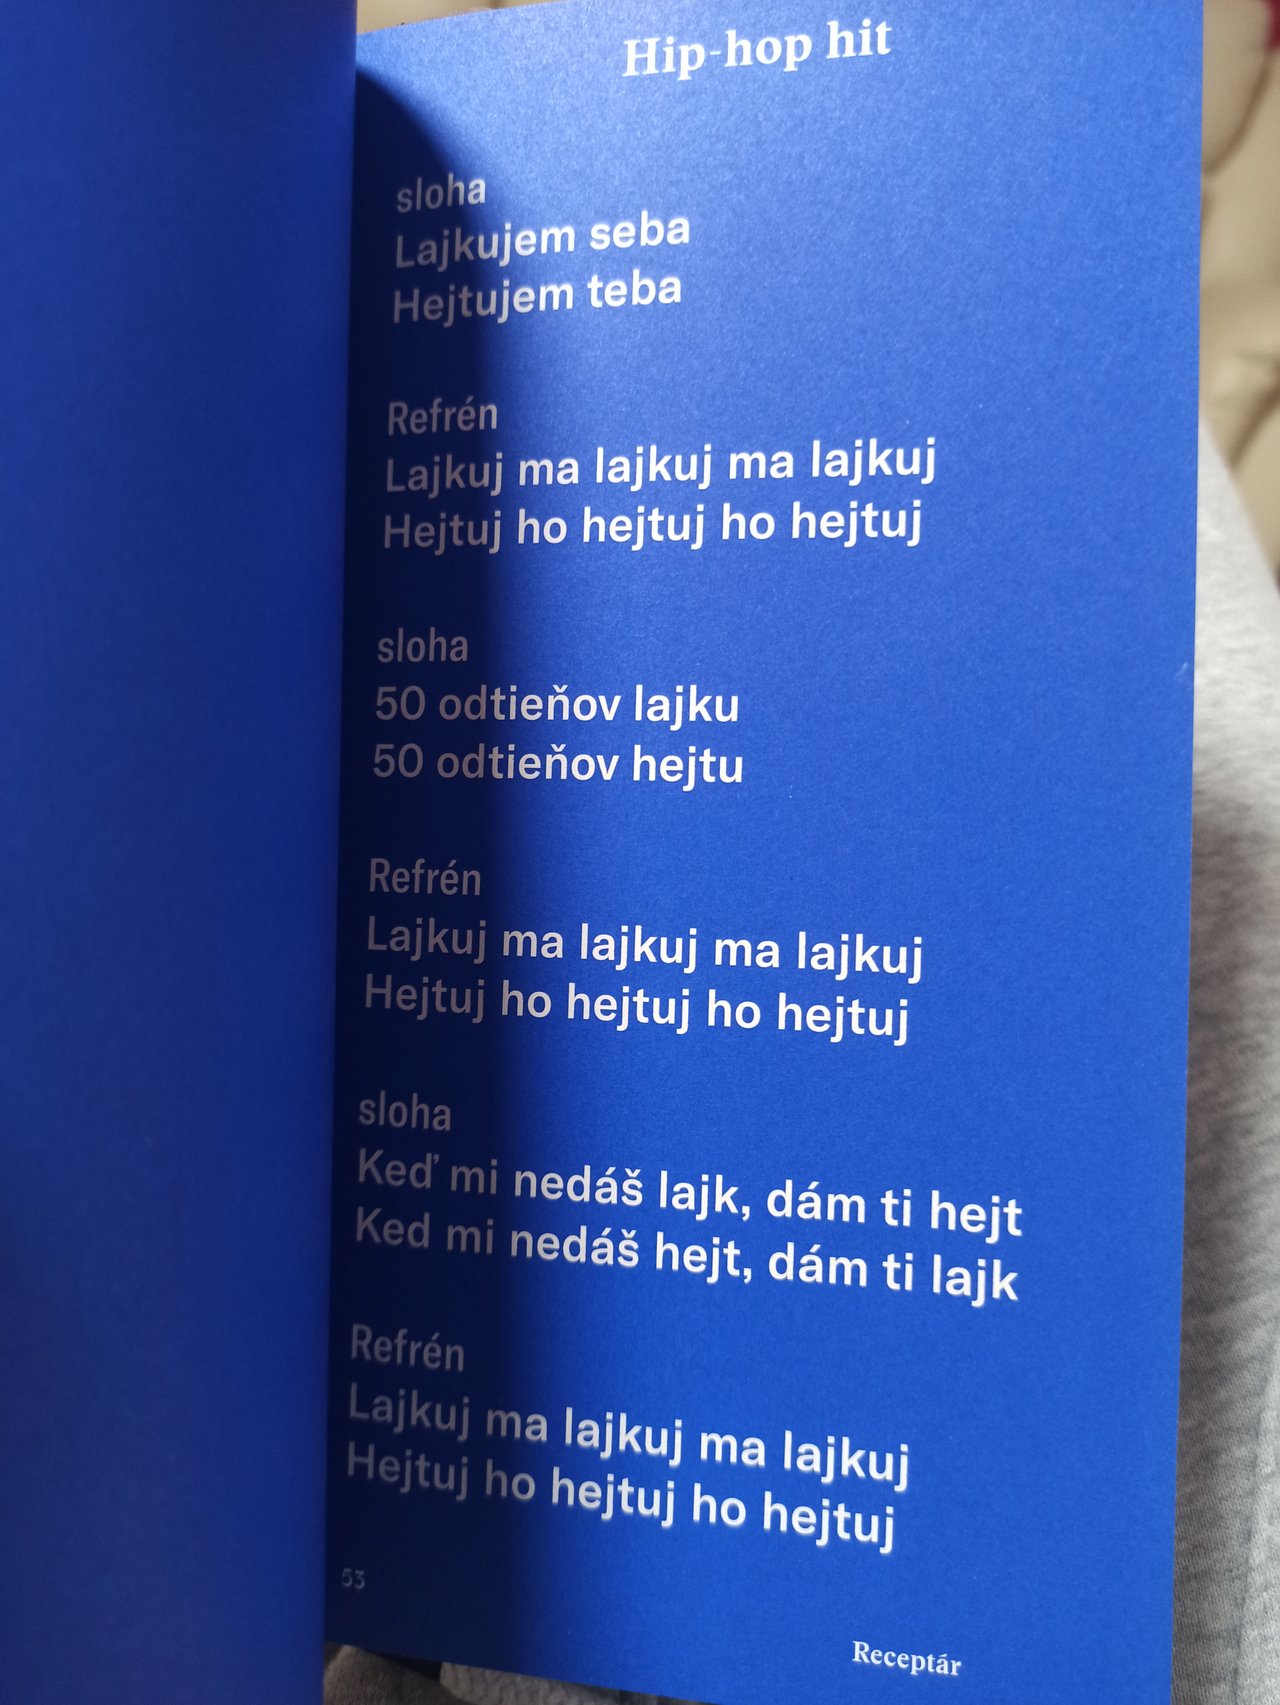 Hip-hop hit
sloha
Lajkujem seba
Hejtujem teba
Refrén
Lajkuj ma lajkuj ma lajkuj
Hejtuj ho hejtuj ho hejtuj
sloha
50 odtieňov lajku
50 odtieňov hejtu
Refrén
Lajkuj ma lajkuj ma lajkuj
Hejtuj ho hejtuj ho hejtuj
sloha
Keď mi nedáš lajk, dám ti hejt
Ked mi nedáš hejt, dám ti lajk
Refrén
Lajkuj ma lajkuj ma lajkuj
Hejtuj ho hejtuj ho hejtuj
53
Receptár